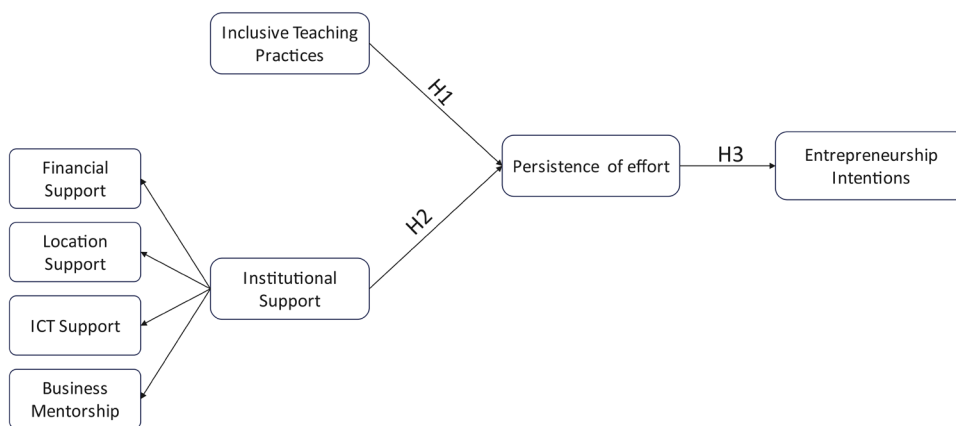 Inclusive Teaching
Practices
H1
Financial
Support
Persistence of effort
H3
Entrepreneurship
Intentions
Location
Support
H2
Institutional
Support
ICT Support
Business
Mentorship